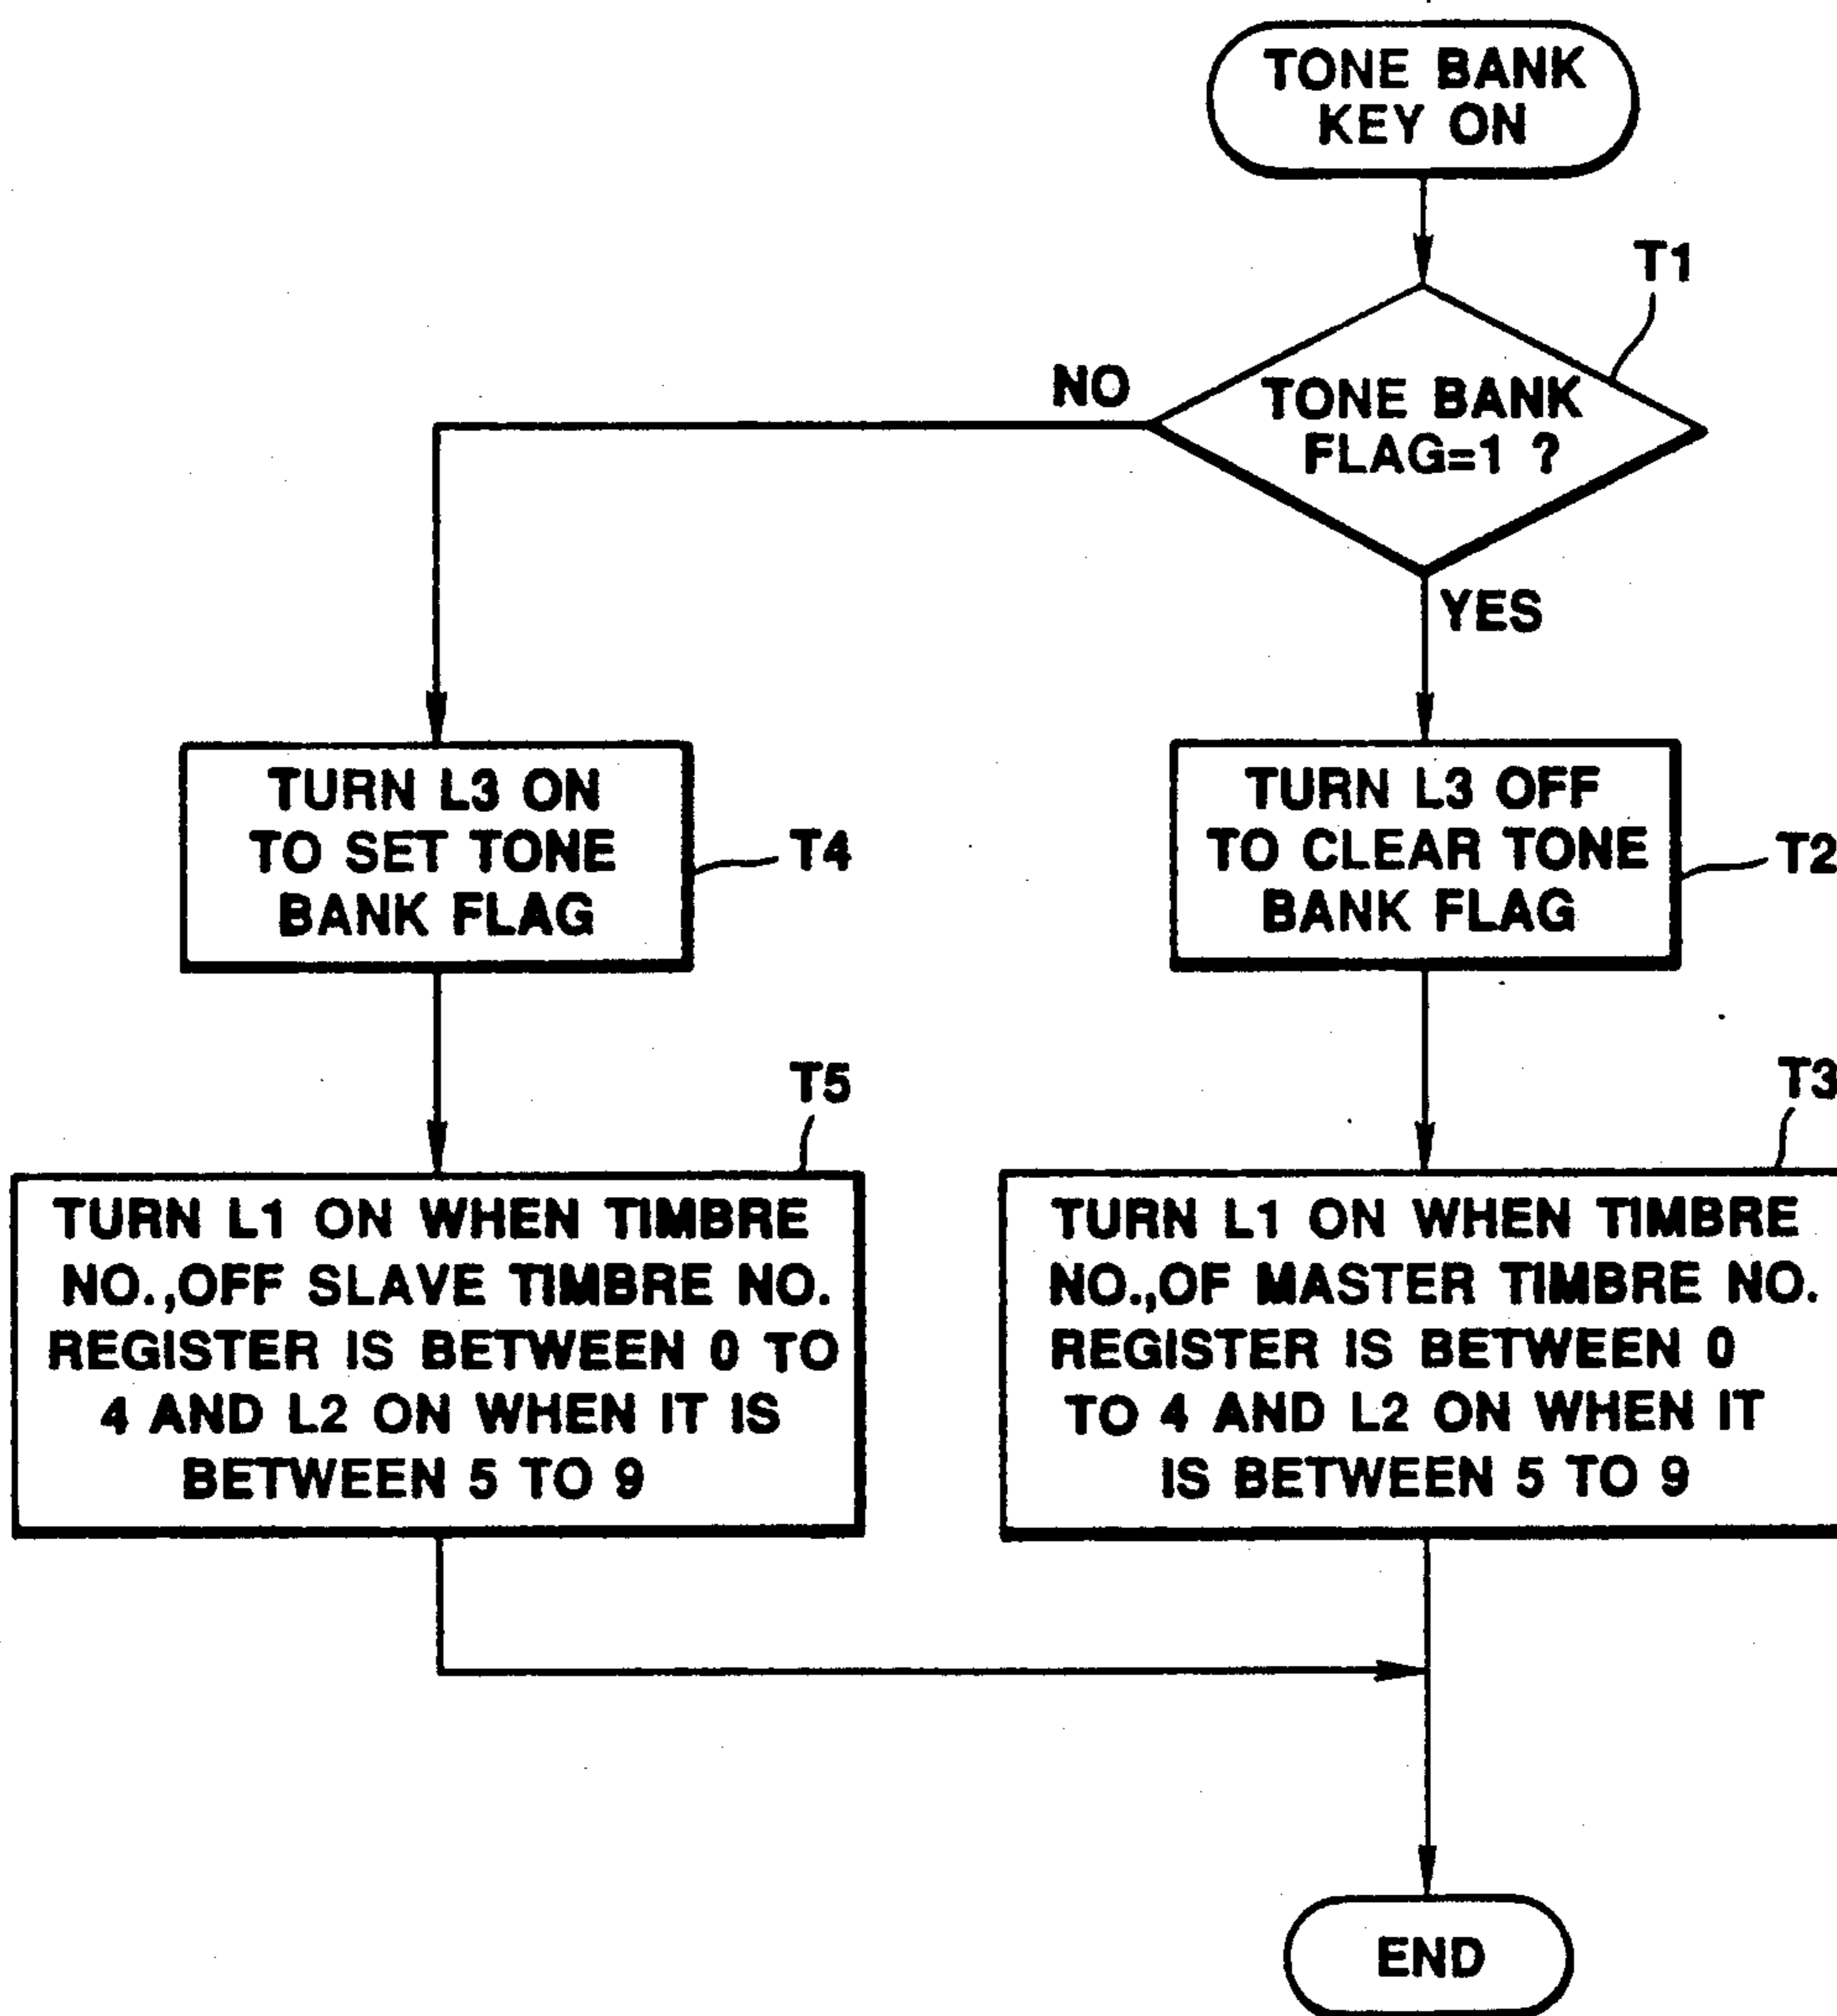 TONE BANK
KEY ON
T1
NO
TONE BANK
FLAG=1 ?
YES
TURN L3 ON
TO SET TONE
BANK FLAG
T4
TURN L3 OFF
TO CLEAR TONE
BANK FLAG
T2
T5
TURN L1 ON WHEN TIMBRE
NO.,OFF SLAVE TIMBRE NO.
REGISTER IS BETWEEN 0 TO
4 AND L2 ON WHEN IT IS
BETWEEN 5 TO 9
T3
TURN L1 ON WHEN TIMBRE
NO.,OF MASTER TIMBRE NO.
REGISTER IS BETWEEN 0
TO 4 AND L2 ON WHEN IT
IS BETWEEN 5 TO 9
END